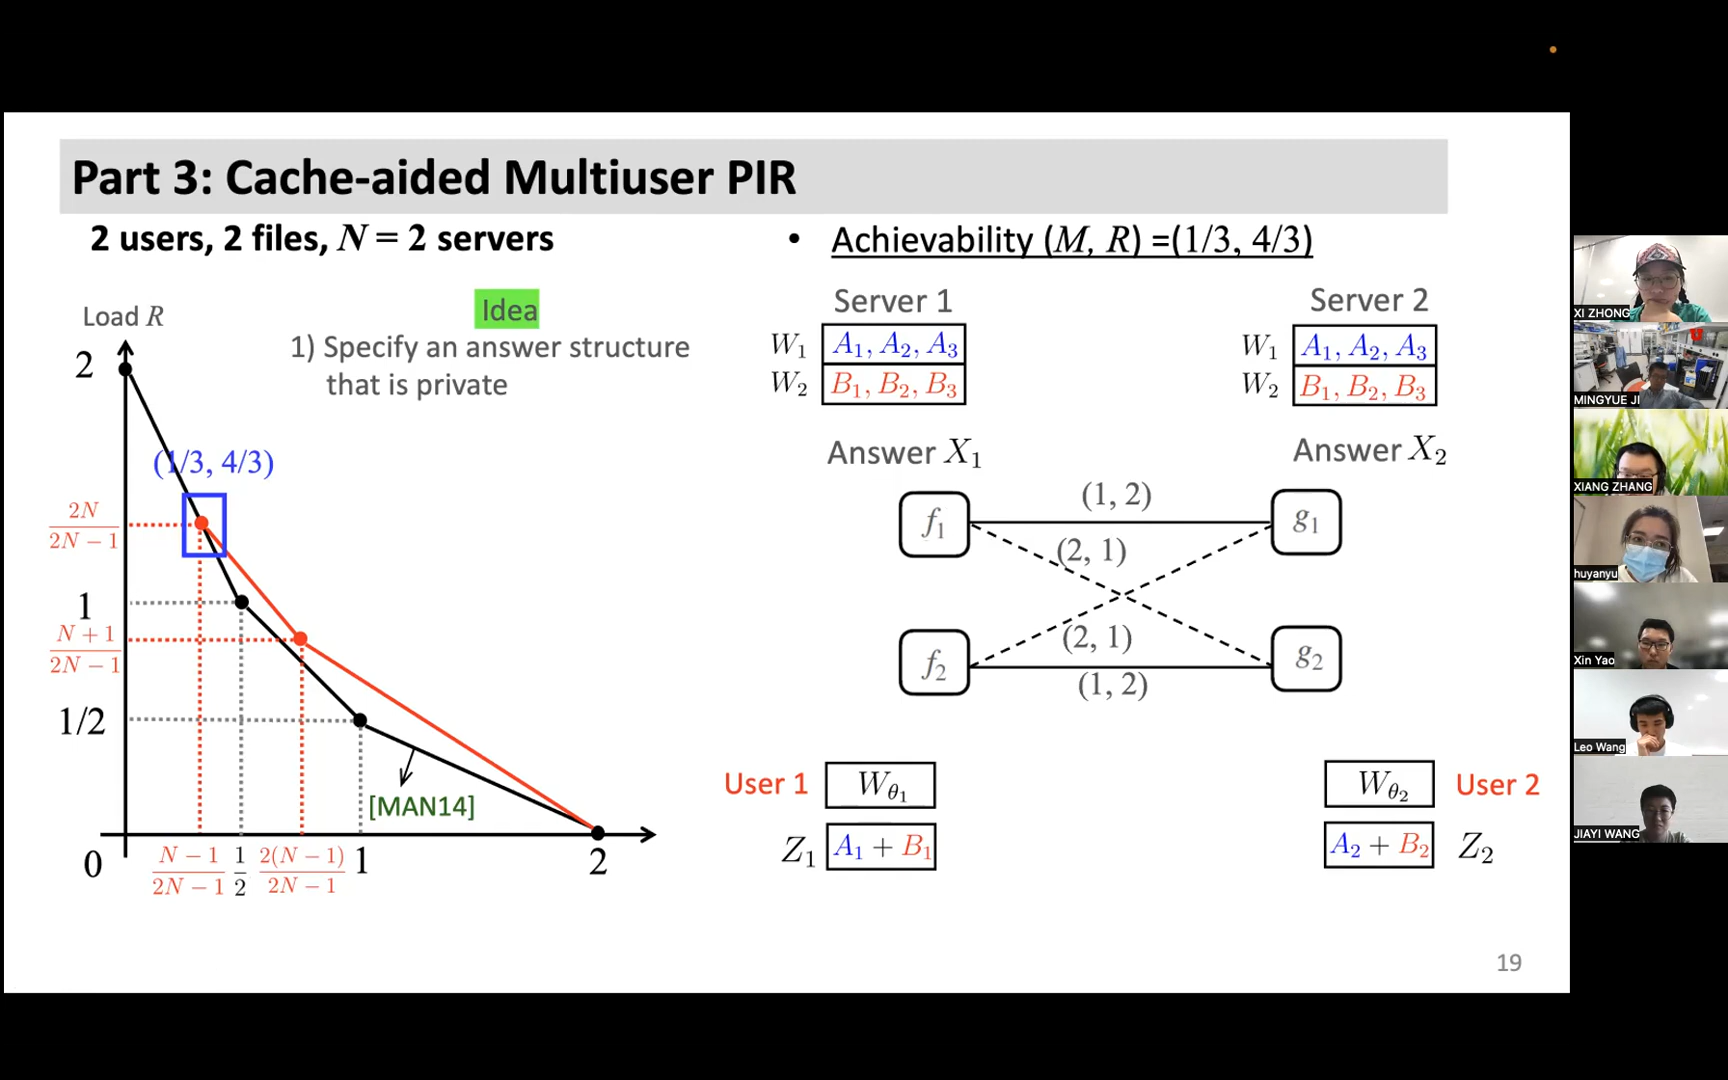 Part 3: Cache-aided Multiuser PIR
2 users, 2 files, N = 2 servers
Load R
Idea
1) Specify an answer structure
that is private
2
(1/3, 4/3)
2N
2N − 1
1
N + 1
2N − 1
1/2
[MAN14]
0
N − 1
2N − 1
1
2
2(N − 1)
2N − 1
1
2
• Achievability (M, R) =(1/3, 4/3)
Server 1
Server 2
W₁ A₁, A₂, A₃
W₂ B₁, B₂, B₃
W₁ A₁, A₂, A₃
W₂ B₁, B₂, B₃
Answer X₁
Answer X₂
(1, 2)
f₁
g₁
(2, 1)
(2, 1)
f₂
g₂
(1, 2)
User 1 W_θ₁
W_θ₂ User 2
Z₁ A₁ + B₁
A₂ + B₂ Z₂
19
XI ZHONG
MINGYUE JI
XIANG ZHANG
huyanyu
Xin Yao
Leo Wang
JIAYI WANG